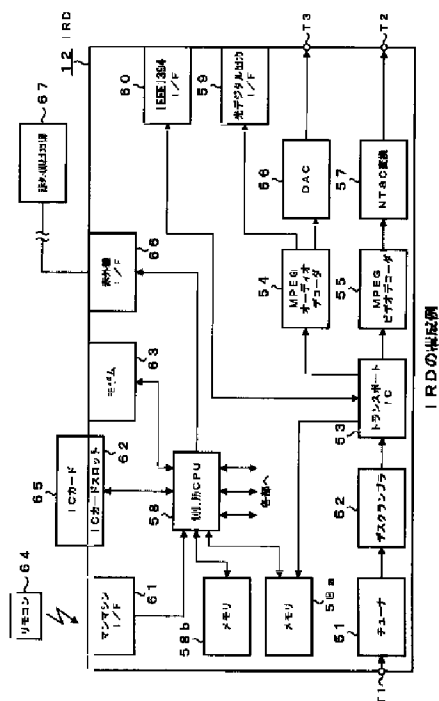 12 IRD
64
リモコン
65
ICカード
ICカードスロット
62
63
モデム
66
赤外線
I/F
67
赤外線出力部
61
マンマシン
I/F
58
制御用CPU
各部へ
58b
メモリ
メモリ
58a
60
IEEE1394
I/F
59
光デジタル出力
I/F
T1
51
チューナ
52
デスクランブラ
53
トランスポート
IC
54
MPEG
オーディオ
デコーダ
55
MPEG
ビデオデコーダ
56
DAC
57
NTSC変換
T3
T2
IRDの構成例